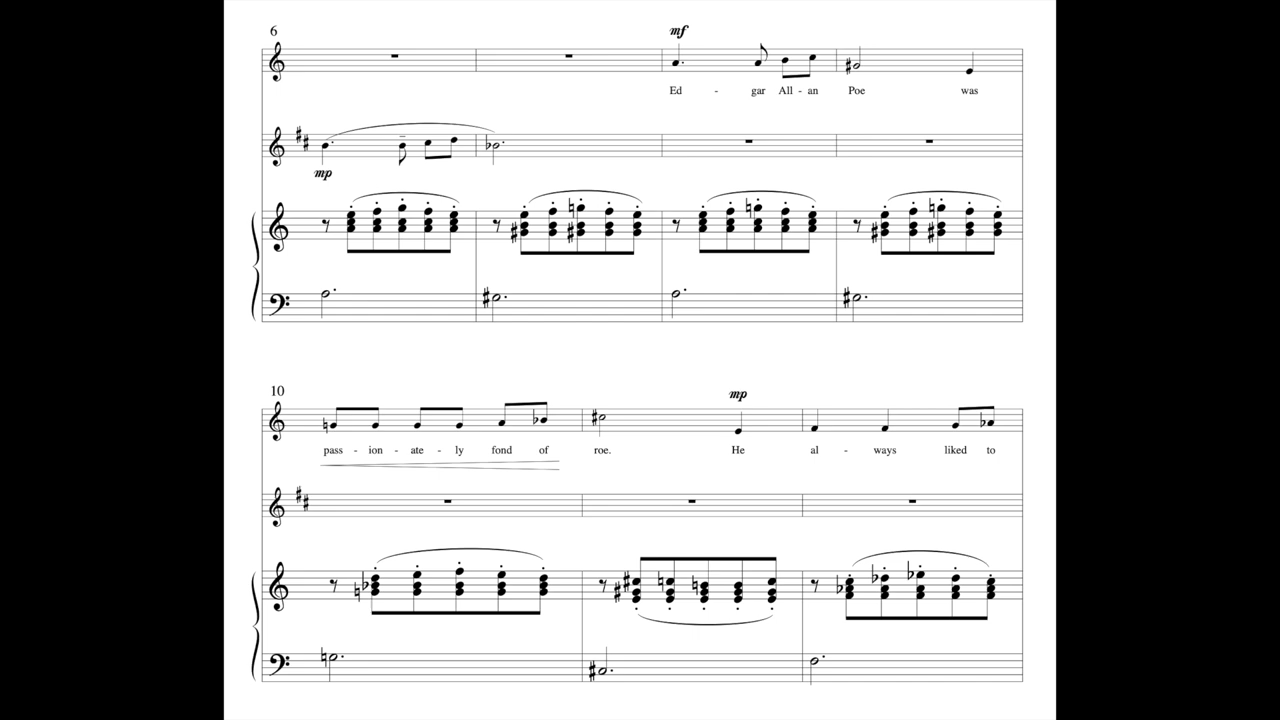 6
mf
Ed - gar All - an Poe was
mp
10
mp
pass - ion - ate - ly fond of roe. He al - ways liked to